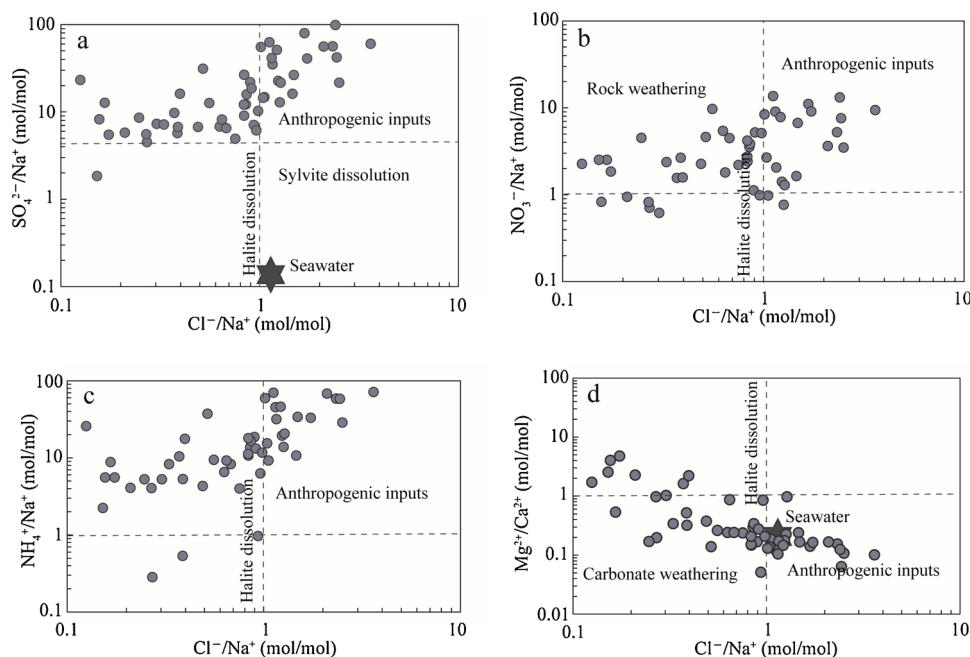 a
SO₄²⁻/Na⁺ (mol/mol)
100
10
1
0.1
Anthropogenic inputs
Sylvite dissolution
Halite dissolution
Seawater
0.1
1
10
Cl⁻/Na⁺ (mol/mol)
b
NO₃⁻/Na⁺ (mol/mol)
100
10
1
0.1
Rock weathering
Anthropogenic inputs
Halite dissolution
0.1
1
10
Cl⁻/Na⁺ (mol/mol)
c
NH₄⁺/Na⁺ (mol/mol)
100
10
1
0.1
Anthropogenic inputs
Halite dissolution
0.1
1
10
Cl⁻/Na⁺ (mol/mol)
d
Mg²⁺/Ca²⁺ (mol/mol)
100
10
1
0.1
0.01
Halite dissolution
Seawater
Carbonate weathering
Anthropogenic inputs
0.1
1
10
Cl⁻/Na⁺ (mol/mol)